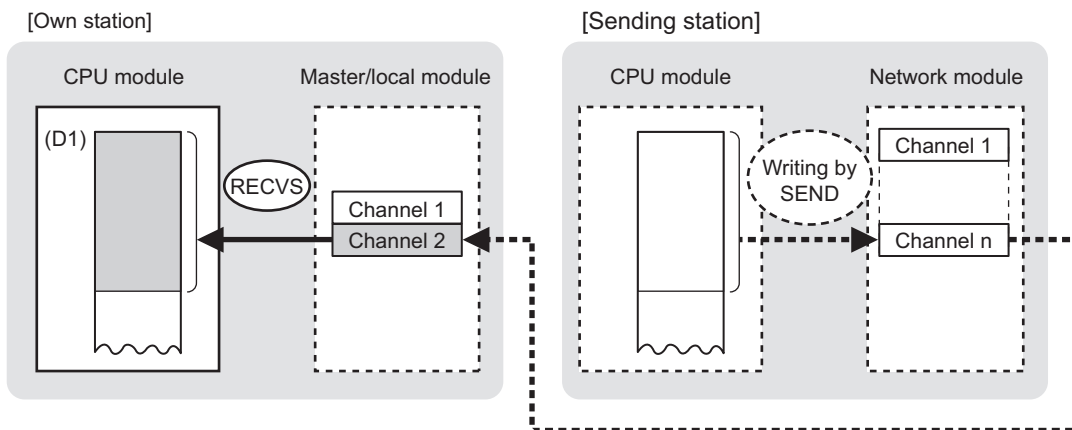 [Own station]
[Sending station]
CPU module
Master/local module
CPU module
Network module
(D1)
RECVS
Channel 1
Channel 2
Writing by
SEND
Channel 1
Channel n